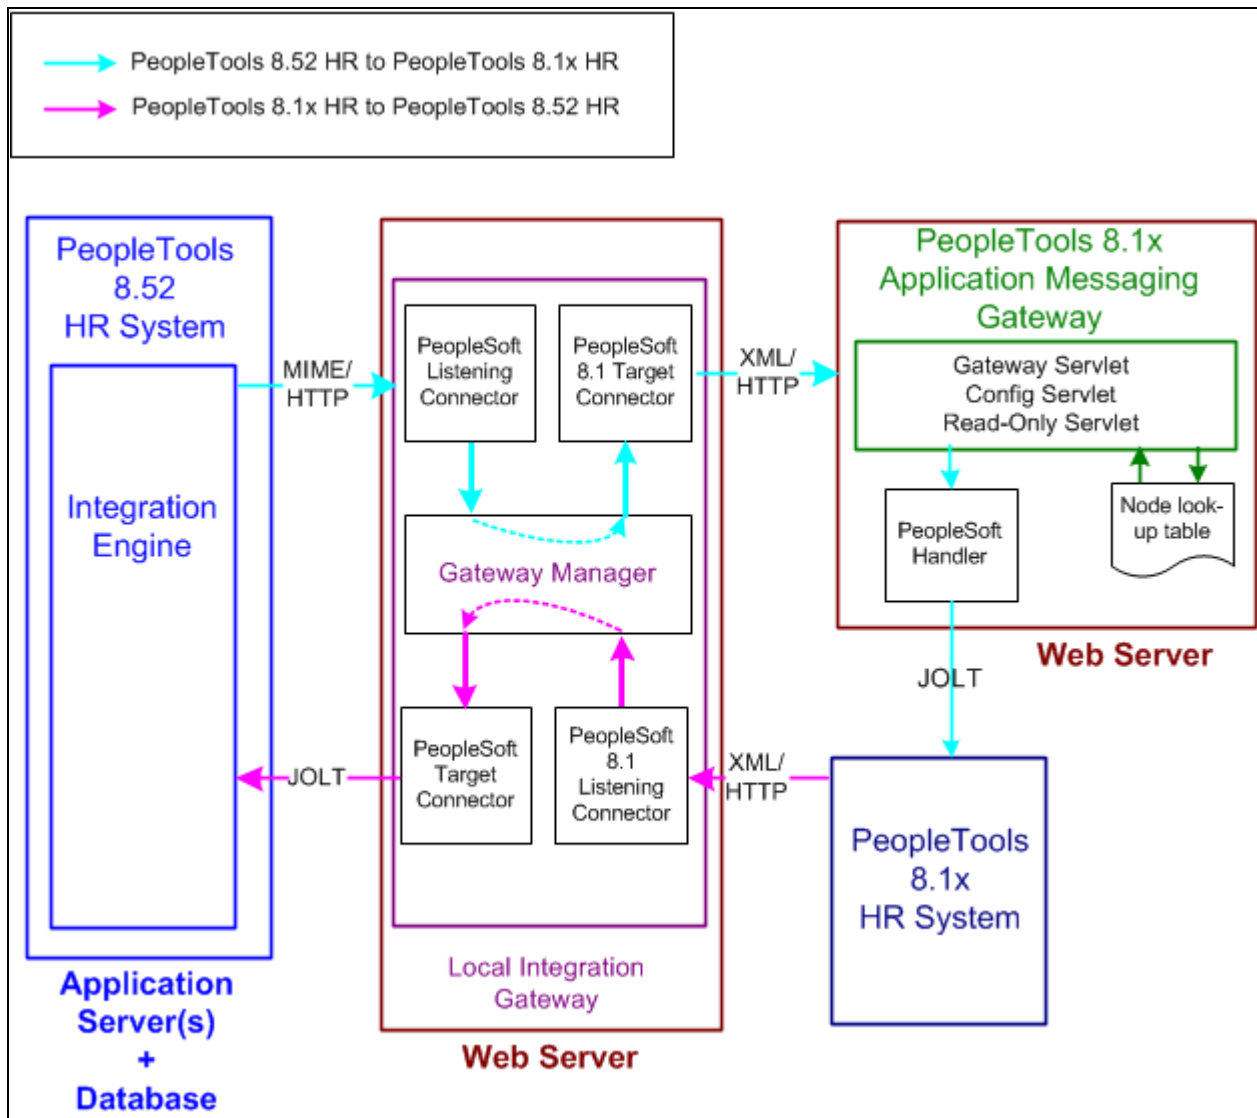 PeopleTools 8.52 HR to PeopleTools 8.1x HR
PeopleTools 8.1x HR to PeopleTools 8.52 HR
PeopleTools
8.52
HR System
Integration
Engine
Application
Server(s)
+
Database
MIME/
HTTP
PeopleSoft
Listening
Connector
PeopleSoft
8.1 Target
Connector
Gateway Manager
PeopleSoft
Target
Connector
PeopleSoft
8.1
Listening
Connector
JOLT
Local Integration
Gateway
Web Server
XML/
HTTP
XML/
HTTP
PeopleTools 8.1x
Application Messaging
Gateway
Gateway Servlet
Config Servlet
Read-Only Servlet
PeopleSoft
Handler
Node look-
up table
Web Server
JOLT
PeopleTools
8.1x
HR System